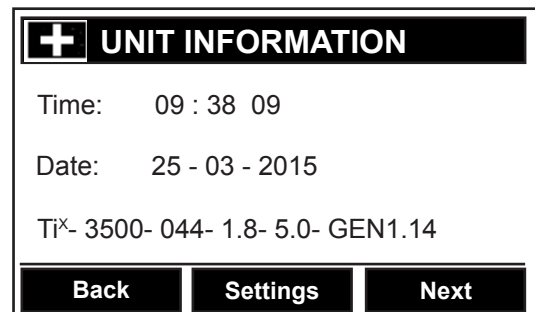 UNIT INFORMATION
Time: 09 : 38 09
Date: 25 - 03 - 2015
Tiˣ- 3500- 044- 1.8- 5.0- GEN1.14
Back Settings Next